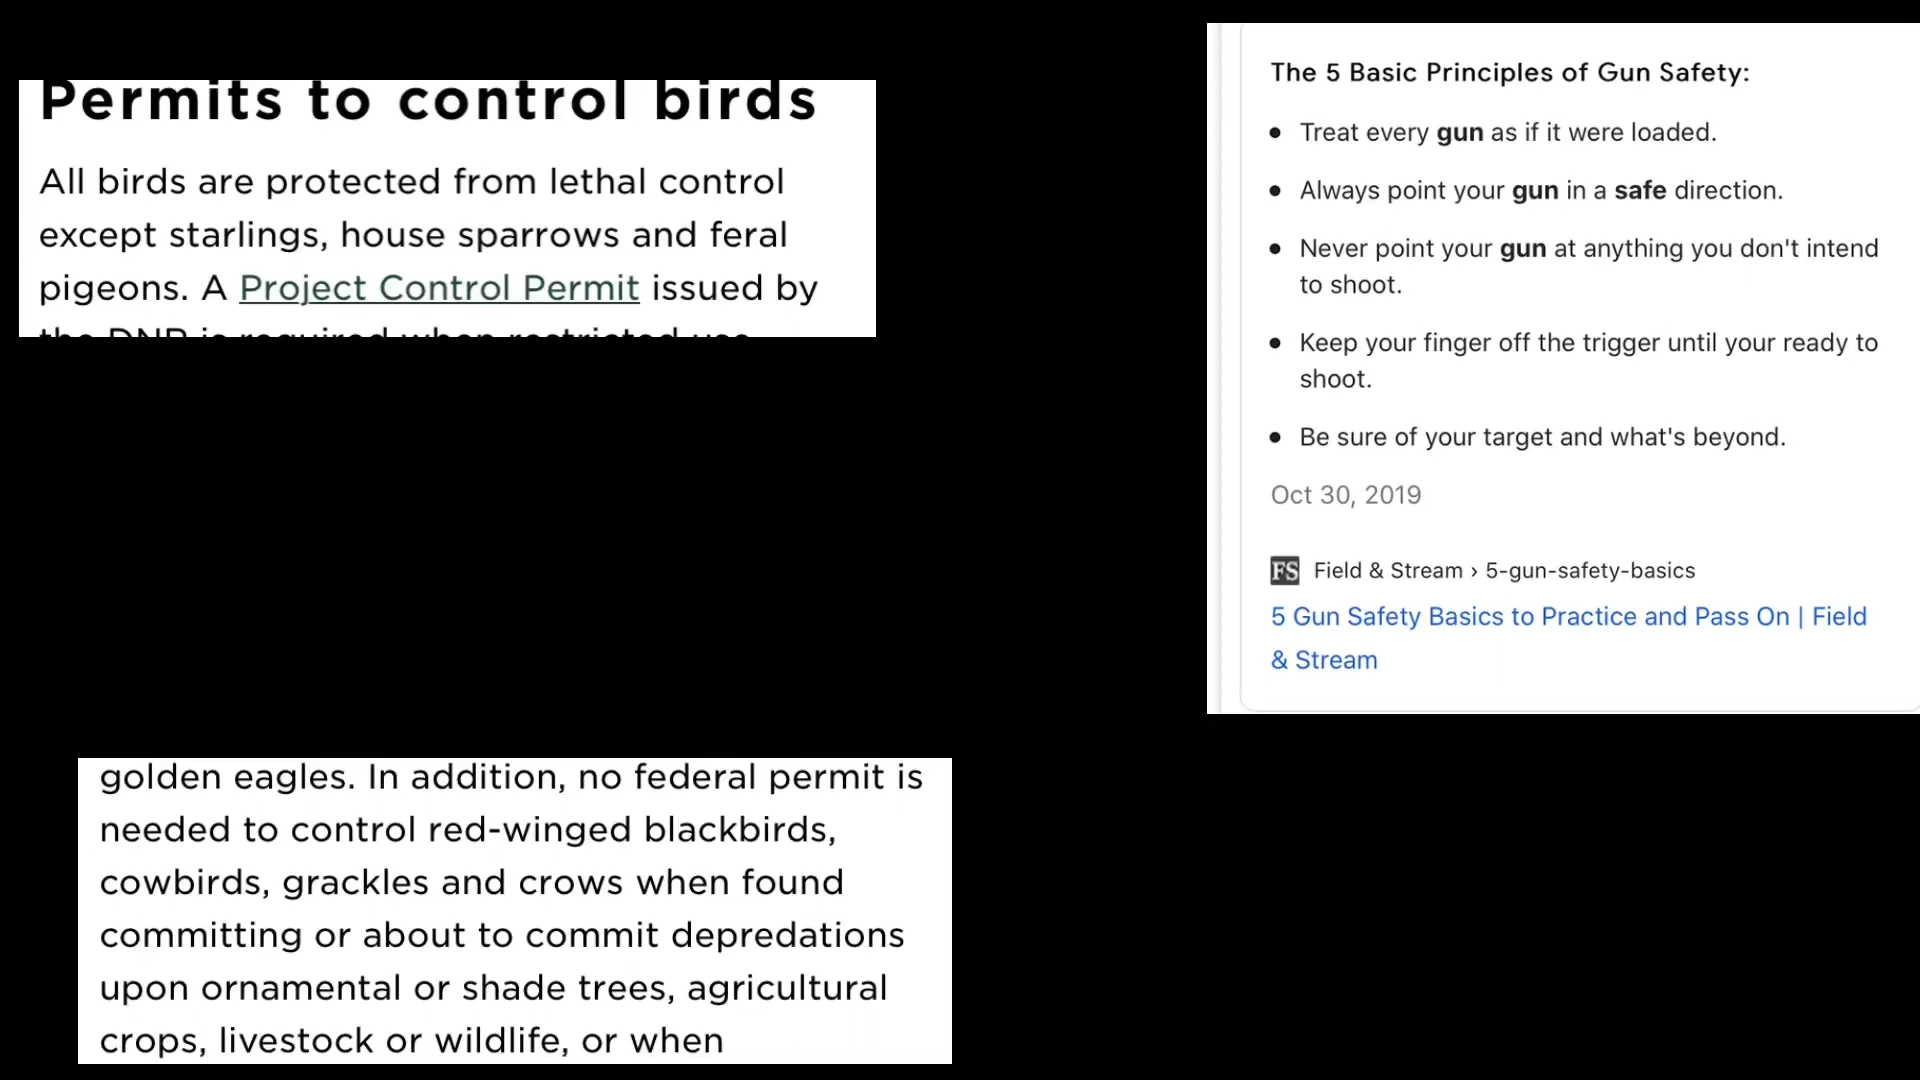 Permits to control birds
All birds are protected from lethal control
except starlings, house sparrows and feral
pigeons. A Project Control Permit issued by
the DNR is required when restricted use
The 5 Basic Principles of Gun Safety:
• Treat every gun as if it were loaded.
• Always point your gun in a safe direction.
• Never point your gun at anything you don't intend
to shoot.
• Keep your finger off the trigger until your ready to
shoot.
• Be sure of your target and what's beyond.
Oct 30, 2019
FS Field & Stream › 5-gun-safety-basics
5 Gun Safety Basics to Practice and Pass On | Field
& Stream
golden eagles. In addition, no federal permit is
needed to control red-winged blackbirds,
cowbirds, grackles and crows when found
committing or about to commit depredations
upon ornamental or shade trees, agricultural
crops, livestock or wildlife, or when